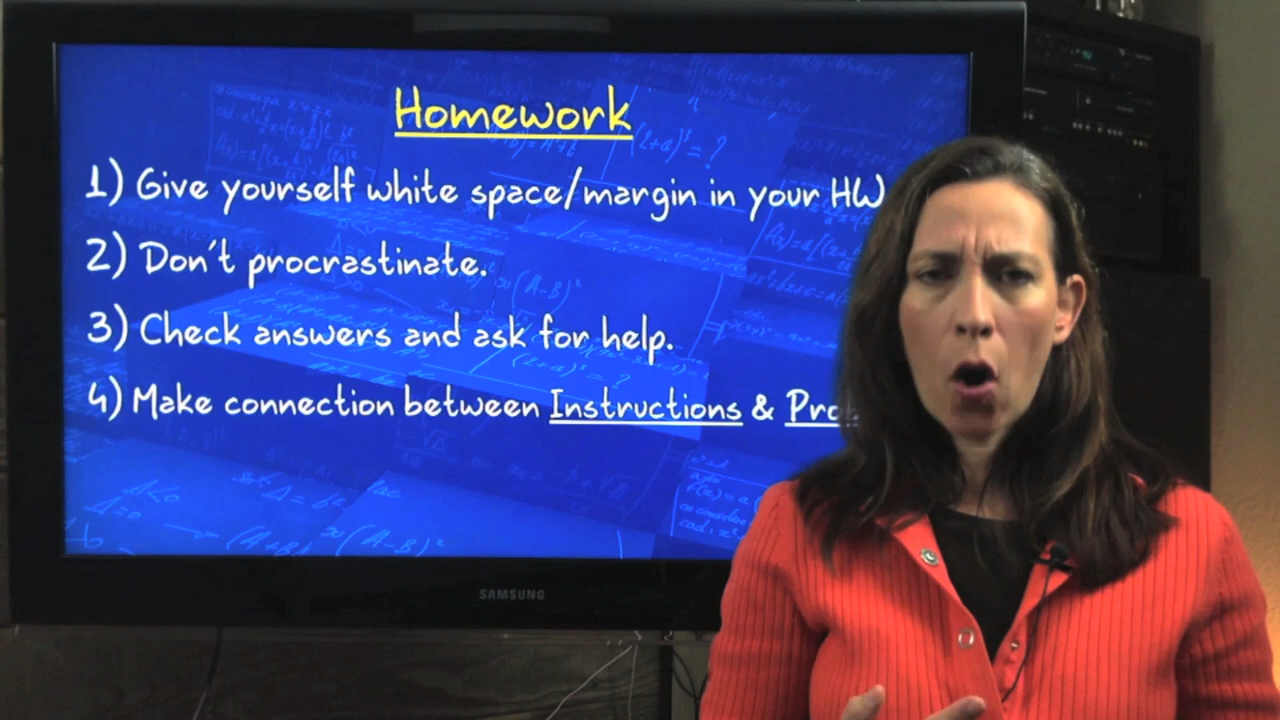 Homework
1) Give yourself white space/margin in your HW
2) Don't procrastinate.
3) Check answers and ask for help.
4) Make connection between Instructions &
SAMSUNG